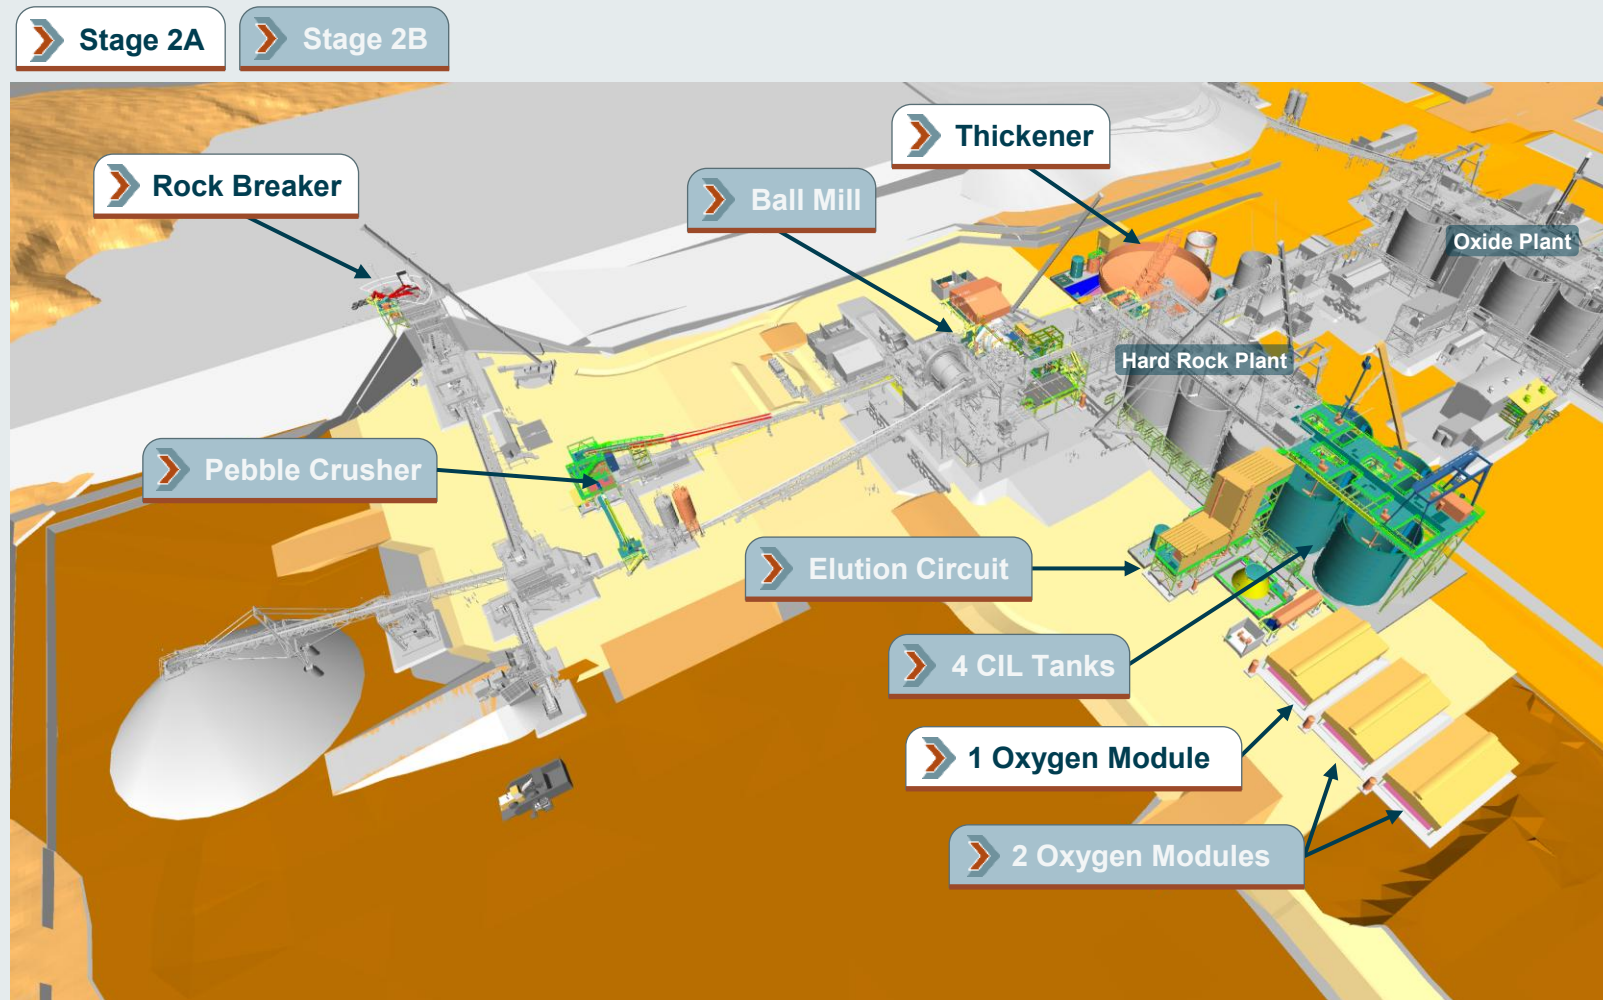 Stage 2A
Stage 2B
Thickener
Rock Breaker
Ball Mill
Oxide Plant
Hard Rock Plant
Pebble Crusher
Elution Circuit
4 CIL Tanks
1 Oxygen Module
2 Oxygen Modules